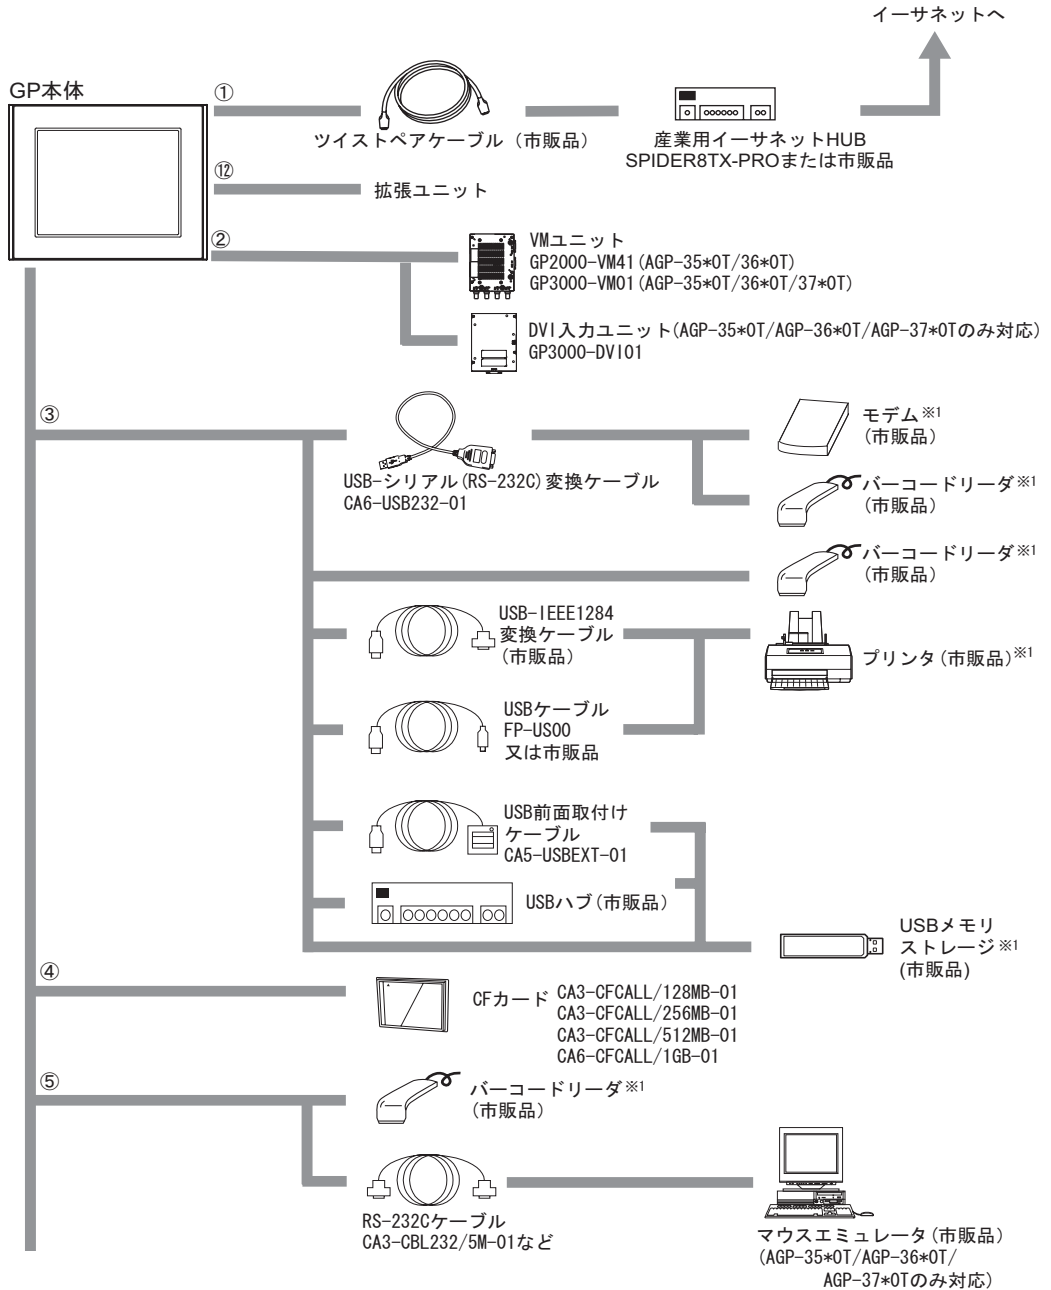 イーサネットへ
GP本体
①
ツイストペアケーブル（市販品）
産業用イーサネットHUB
SPIDER8TX-PROまたは市販品
⑫
拡張ユニット
②
VMユニット
GP2000-VM41(AGP-35*0T/36*0T)
GP3000-VM01(AGP-35*0T/36*0T/37*0T)
DVI入力ユニット(AGP-35*0T/AGP-36*0T/AGP-37*0Tのみ対応)
GP3000-DVI01
③
USB-シリアル(RS-232C)変換ケーブル
CA6-USB232-01
モデム※1
(市販品)
バーコードリーダ※1
(市販品)
バーコードリーダ※1
(市販品)
USB-IEEE1284
変換ケーブル
(市販品)
プリンタ(市販品)※1
USBケーブル
FP-US00
又は市販品
USB前面取付け
ケーブル
CA5-USBEXT-01
USBハブ(市販品)
USBメモリ
ストレージ※1
(市販品)
④
CFカード
CA3-CFCALL/128MB-01
CA3-CFCALL/256MB-01
CA3-CFCALL/512MB-01
CA6-CFCALL/1GB-01
⑤
バーコードリーダ※1
(市販品)
RS-232Cケーブル
CA3-CBL232/5M-01など
マウスエミュレータ(市販品)
(AGP-35*0T/AGP-36*0T/
AGP-37*0Tのみ対応)